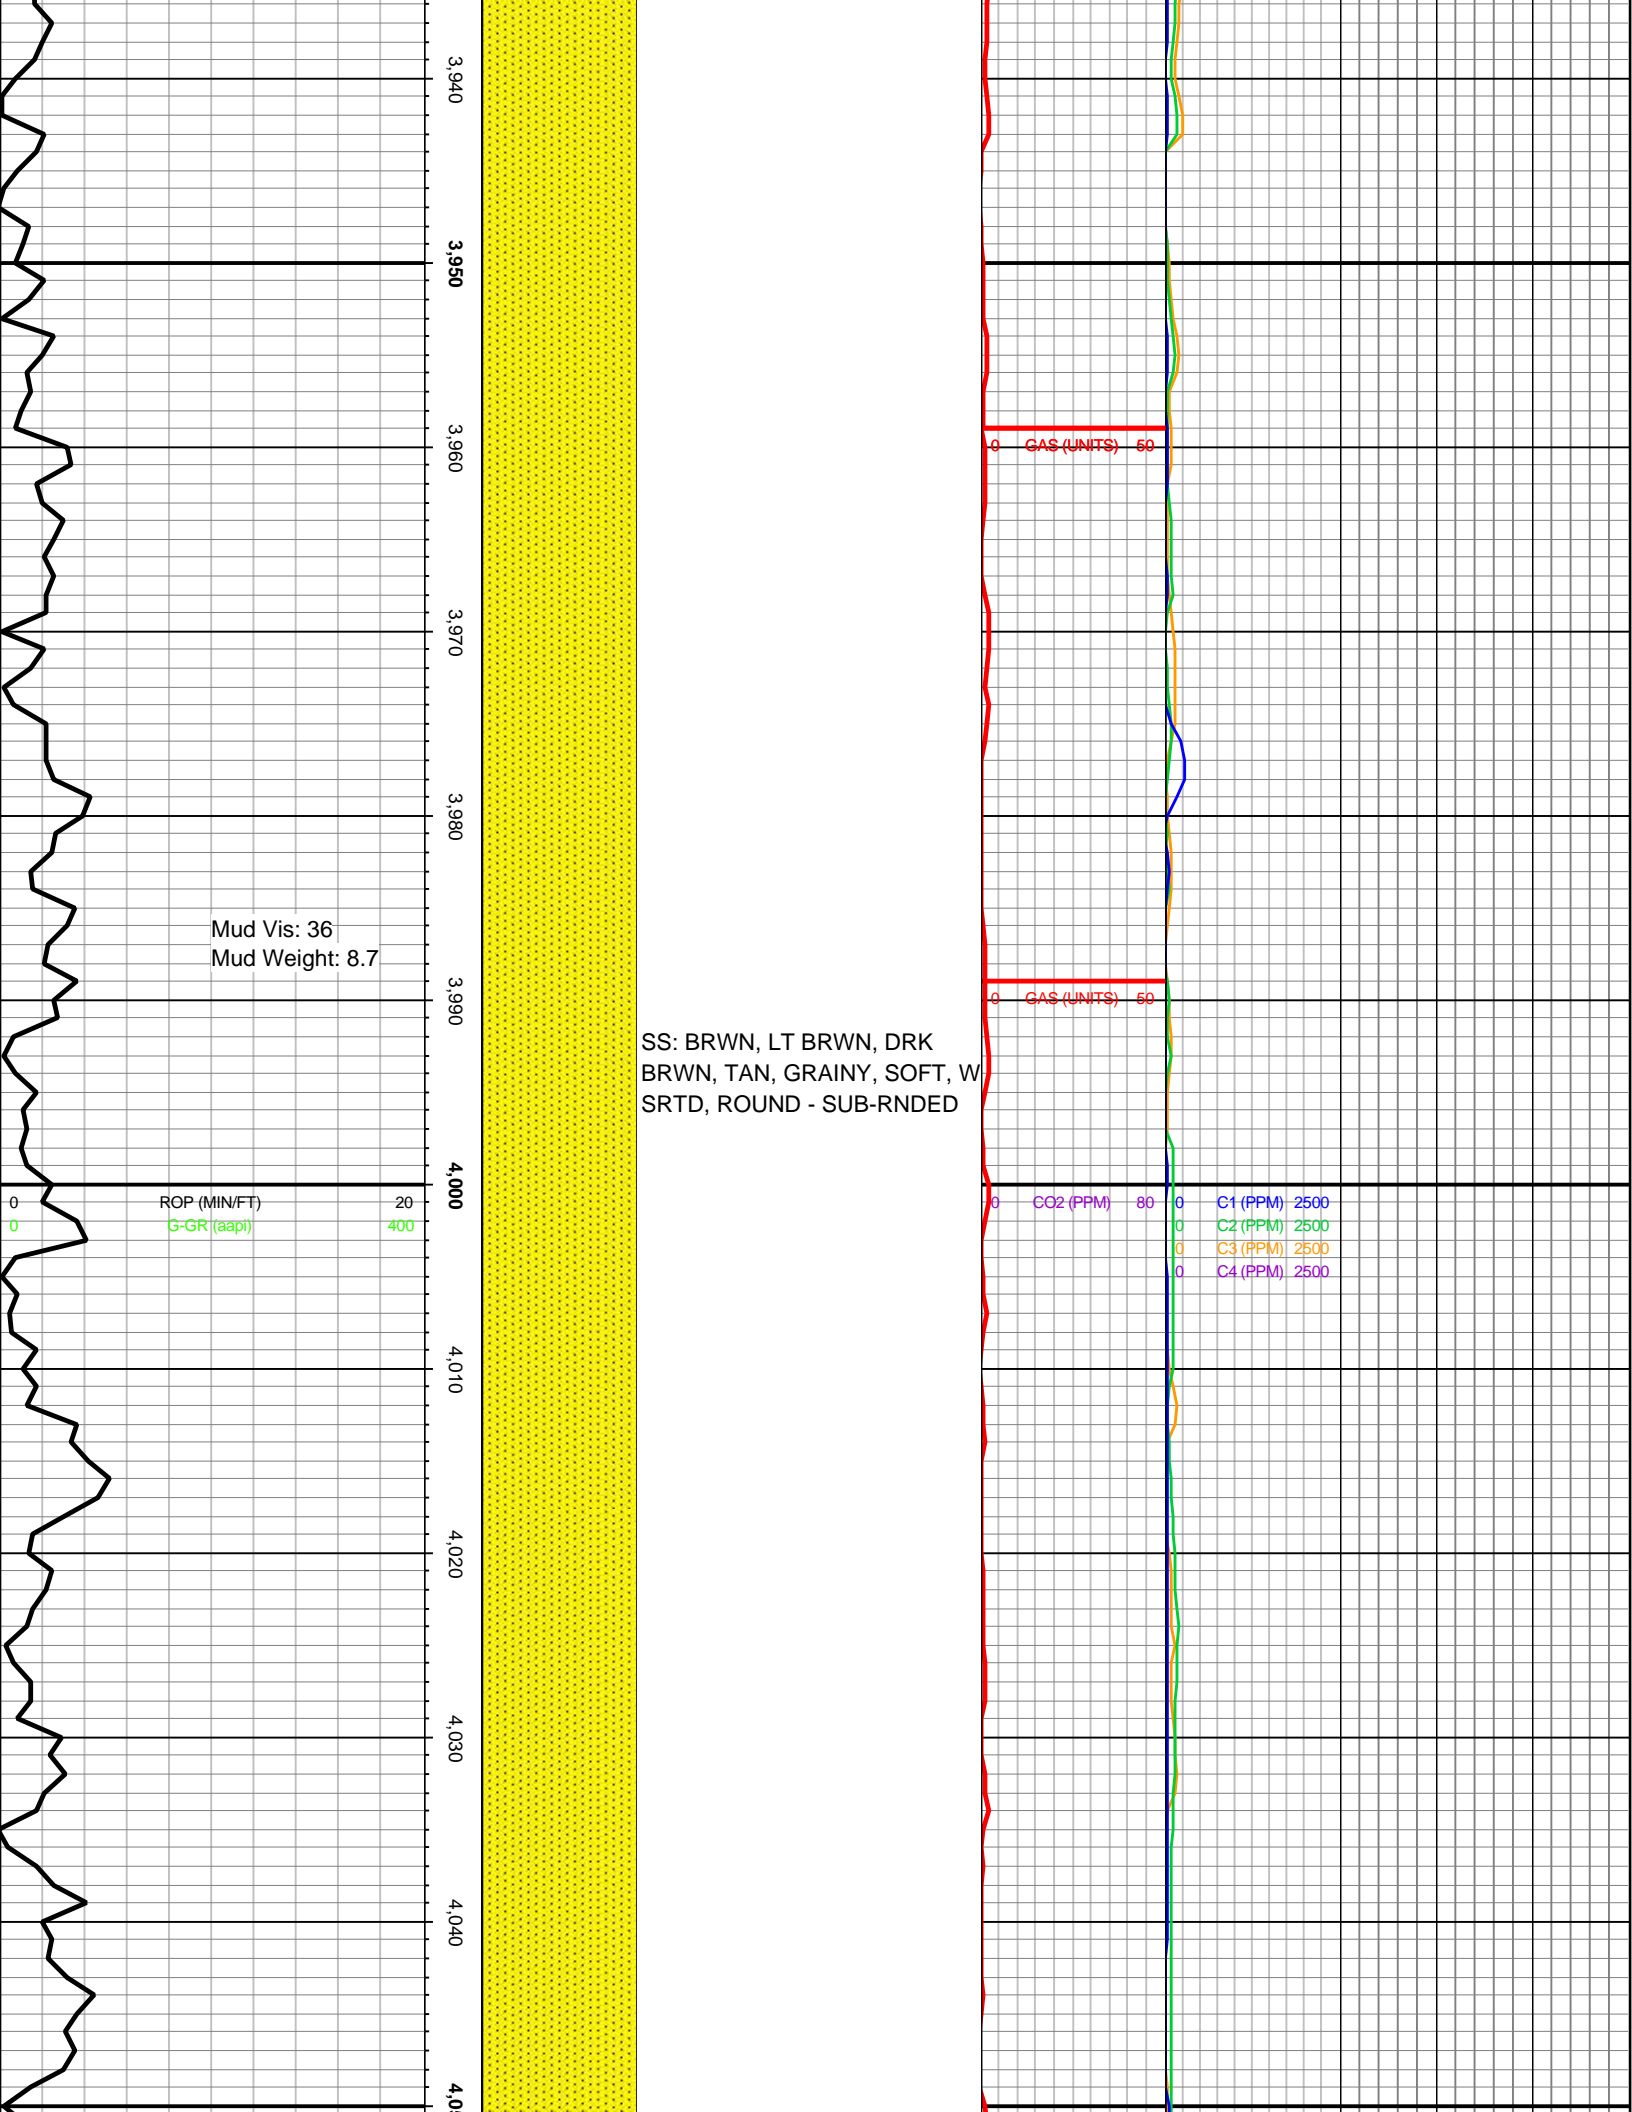 3,940
3,950
3,960
0 GAS (UNITS) 50
3,970
3,980
Mud Vis: 36
Mud Weight: 8.7
3,990
0 GAS (UNITS) 50
SS: BRWN, LT BRWN, DRK
BRWN, TAN, GRAINY, SOFT, W
SRTD, ROUND - SUB-RNDED
4,000
0 ROP (MIN/FT) 20
0 G-GR (aapi) 400
0 CO2 (PPM) 80
0 C1 (PPM) 2500
0 C2 (PPM) 2500
0 C3 (PPM) 2500
0 C4 (PPM) 2500
4,010
4,020
4,030
4,040